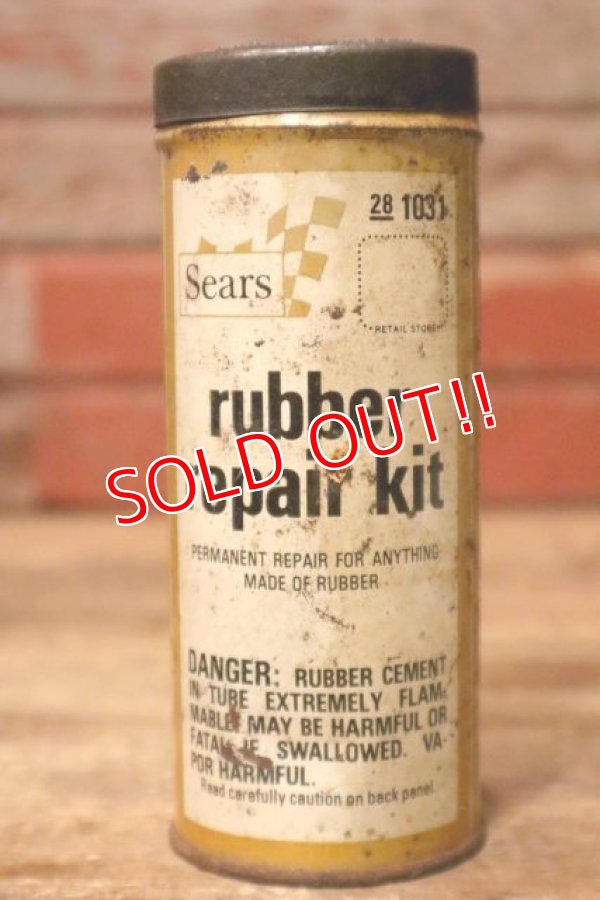 28 1031
Sears
RETAIL STORE
rubber
repair kit
SOLD OUT!!
PERMANENT REPAIR FOR ANYTHING
MADE OF RUBBER
DANGER: RUBBER CEMENT
IN TUBE EXTREMELY FLAM-
MABLE! MAY BE HARMFUL OR
FATAL IF SWALLOWED. VA-
POR HARMFUL.
Read carefully caution on back panel